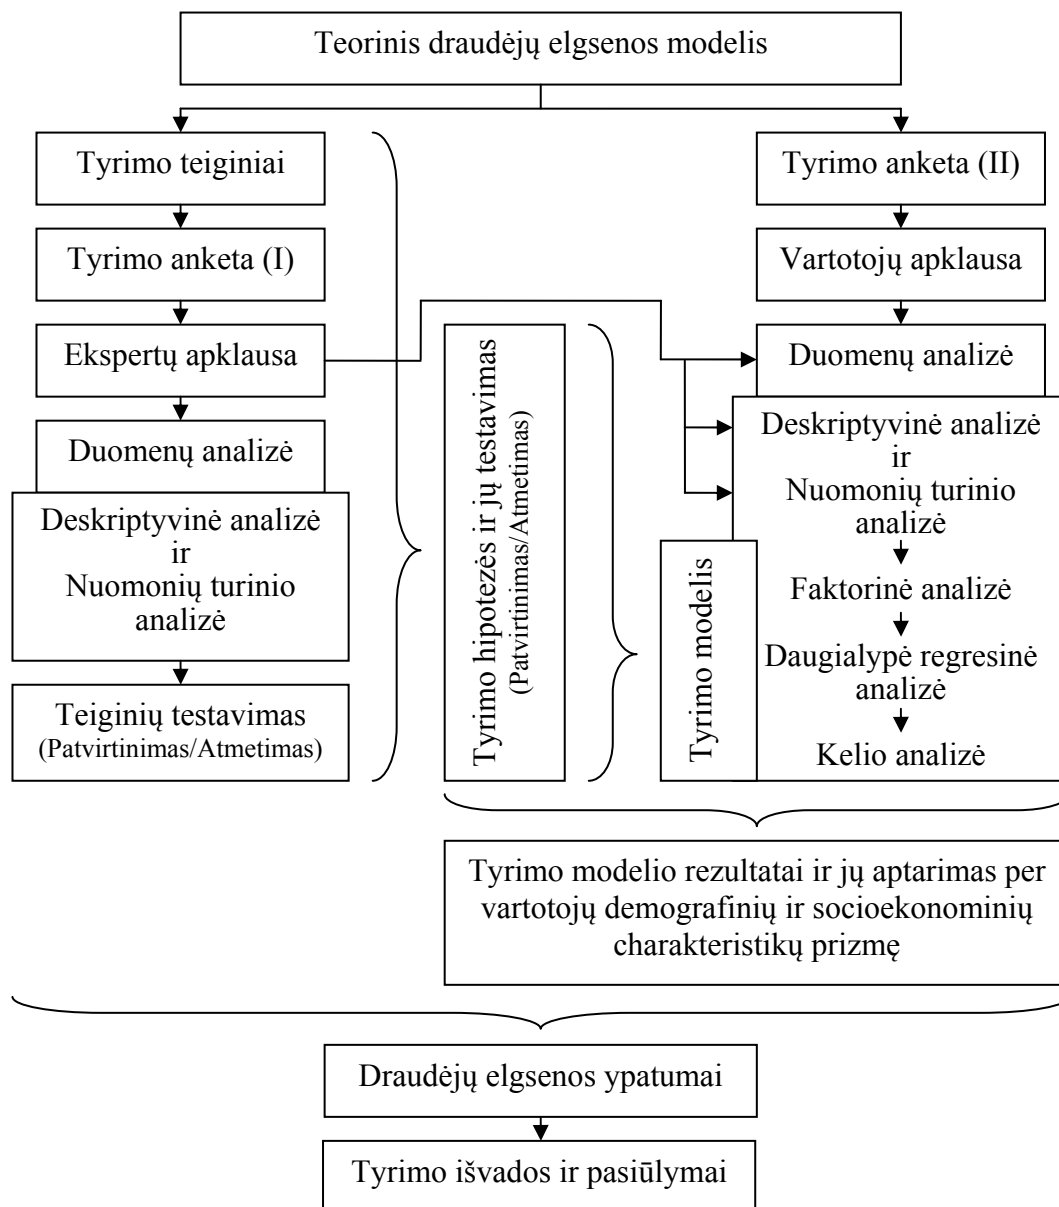 Teorinis draudėjų elgsenos modelis
Tyrimo teiginiai
Tyrimo anketa (I)
Ekspertų apklausa
Duomenų analizė
Deskriptyvinė analizė
ir
Nuomonių turinio
analizė
Teiginių testavimas
(Patvirtinimas/Atmetimas)
Tyrimo hipotezės ir jų testavimas
(Patvirtinimas/Atmetimas)
Tyrimo anketa (II)
Vartotojų apklausa
Duomenų analizė
Deskriptyvinė analizė
ir
Nuomonių turinio
analizė
Faktorinė analizė
Daugialypė regresinė
analizė
Kelio analizė
Tyrimo modelis
Tyrimo modelio rezultatai ir jų aptarimas per
vartotojų demografinių ir socioekonominių
charakteristikų prizmę
Draudėjų elgsenos ypatumai
Tyrimo išvados ir pasiūlymai